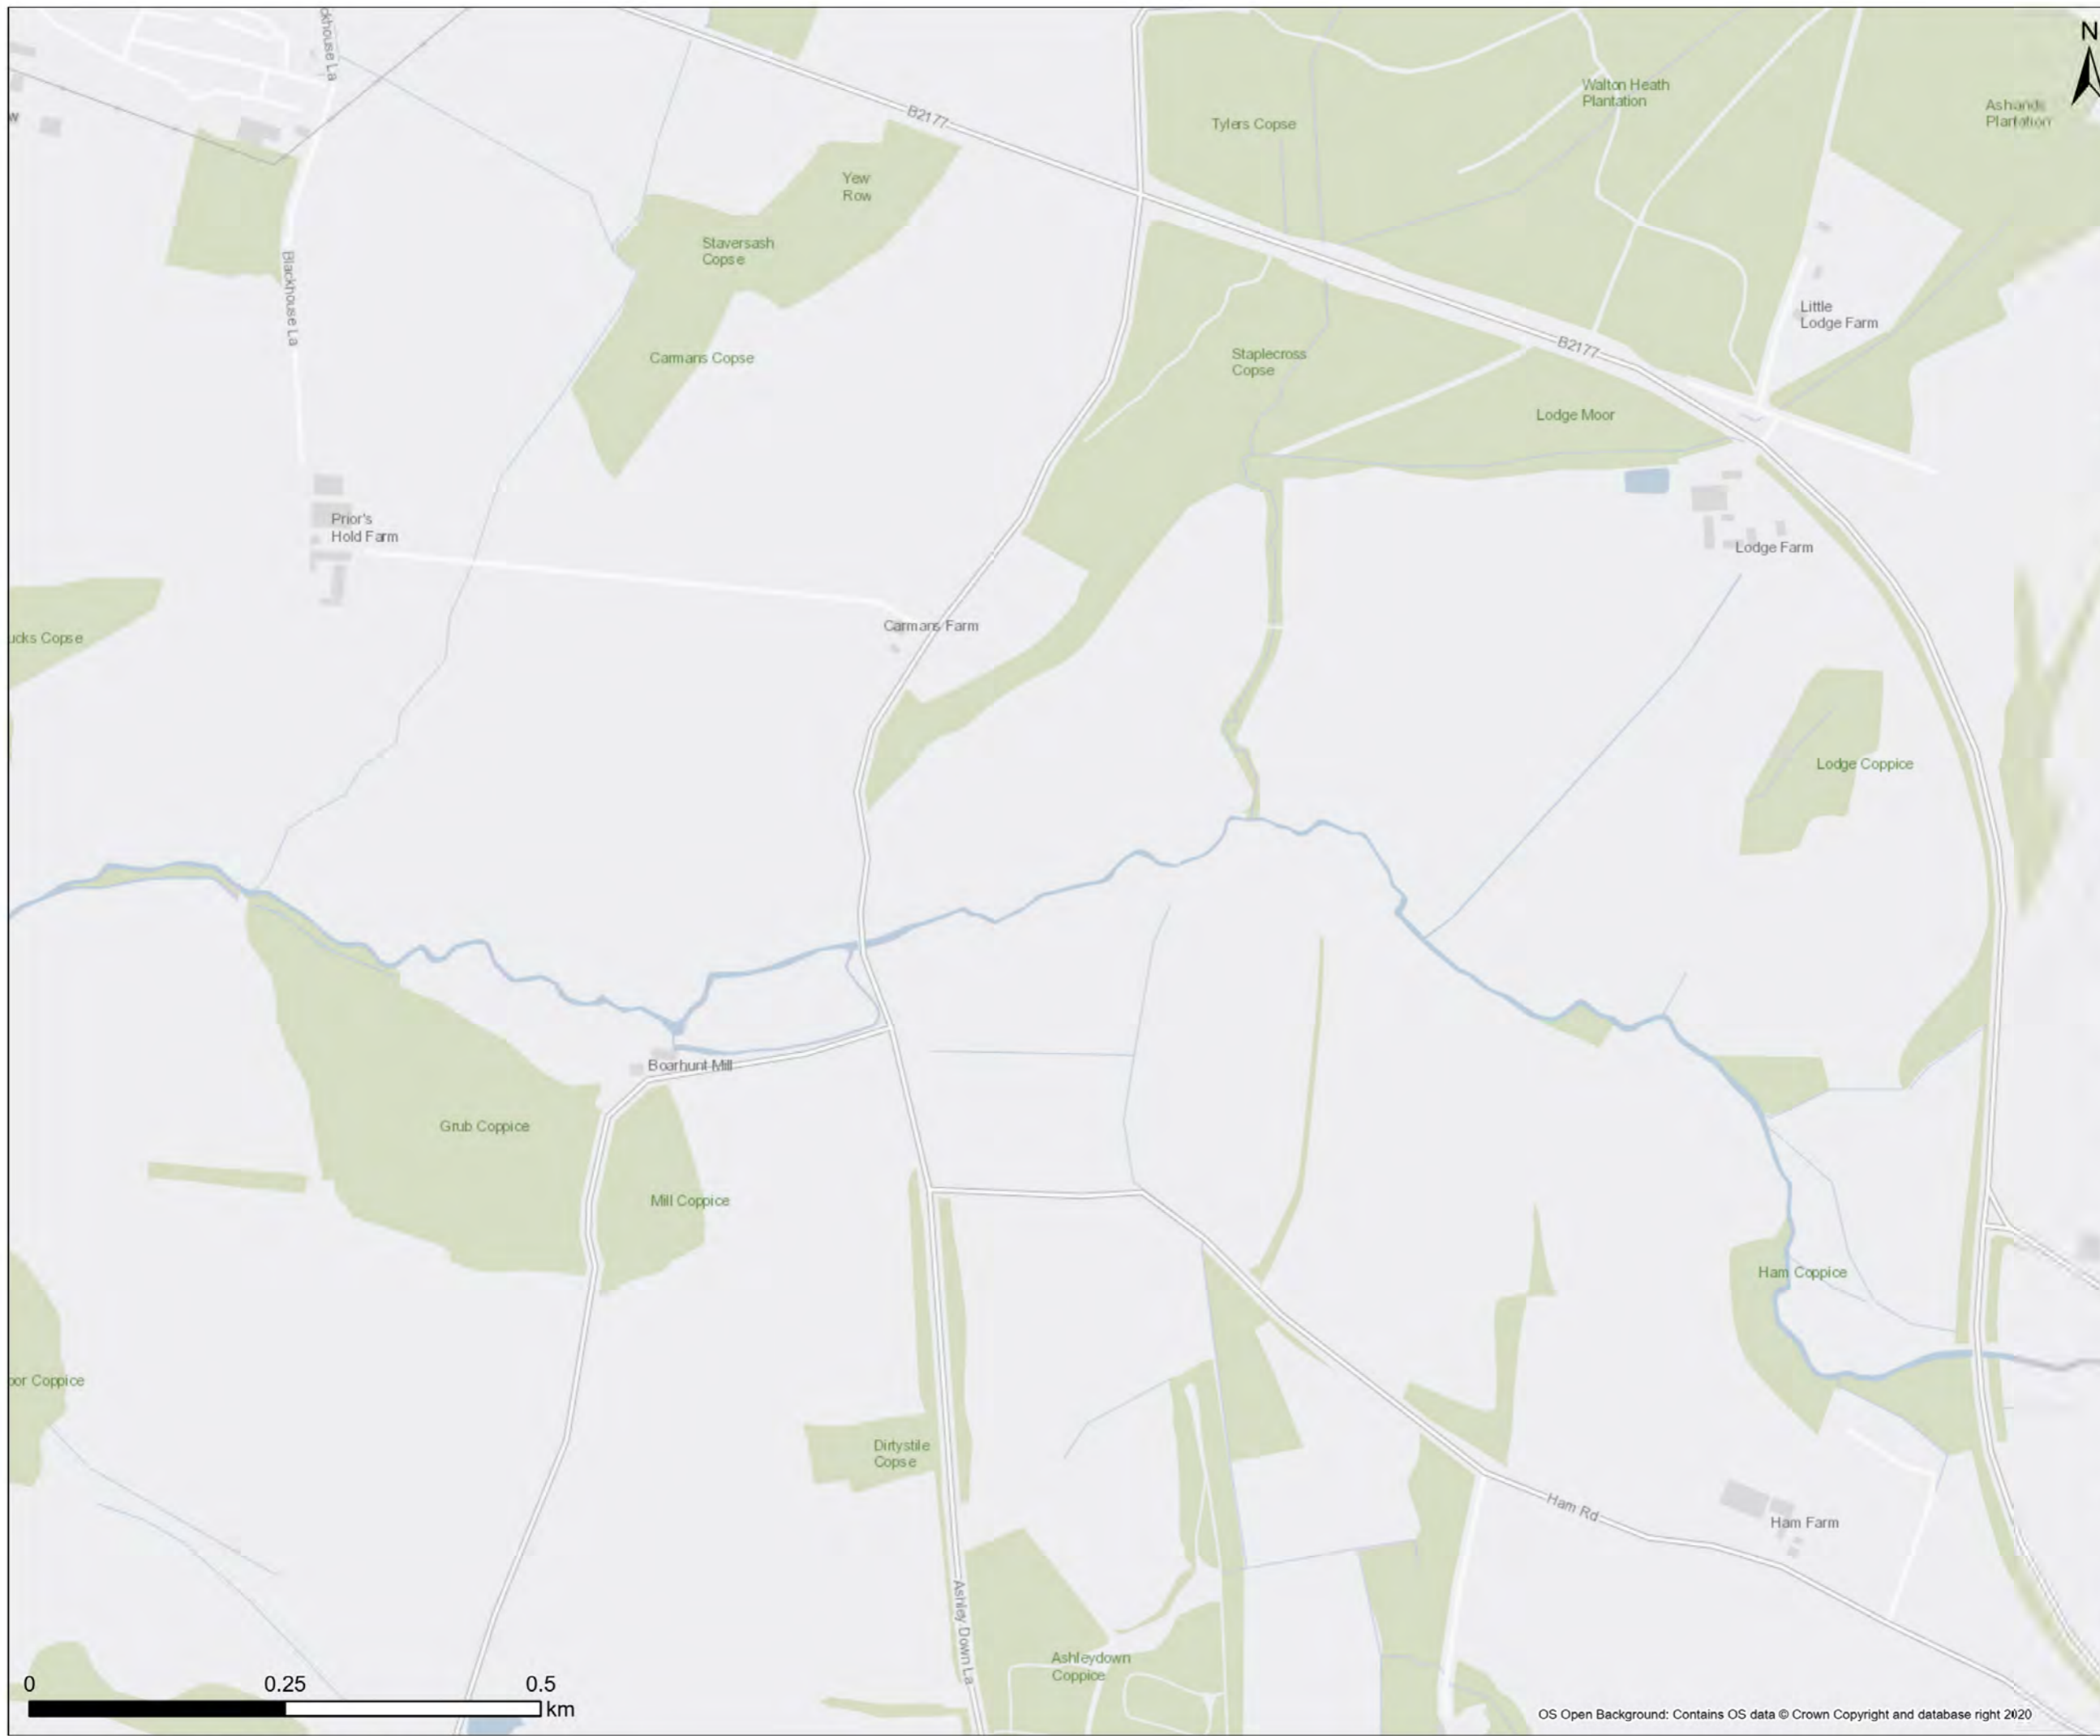 ckhouse La
N
Walton Heath
Plantation
Tylers Copse
B2177
Yew
Row
Staversash
Copse
Blackhouse La
Little
Lodge Farm
B2177
Carmans Copse
Staplecross
Copse
Lodge Moor
Prior's
Hold Farm
Lodge Farm
Carmans Farm
ucks Copse
Lodge Coppice
Boarhunt Mill
Grub Coppice
Mill Coppice
Ham Coppice
oor Coppice
Dirtystile
Copse
Ham Rd
Ham Farm
Ashley Down La
Ashleydown
Coppice
0 0.25 0.5
km
OS Open Background: Contains OS data © Crown Copyright and database right 2020